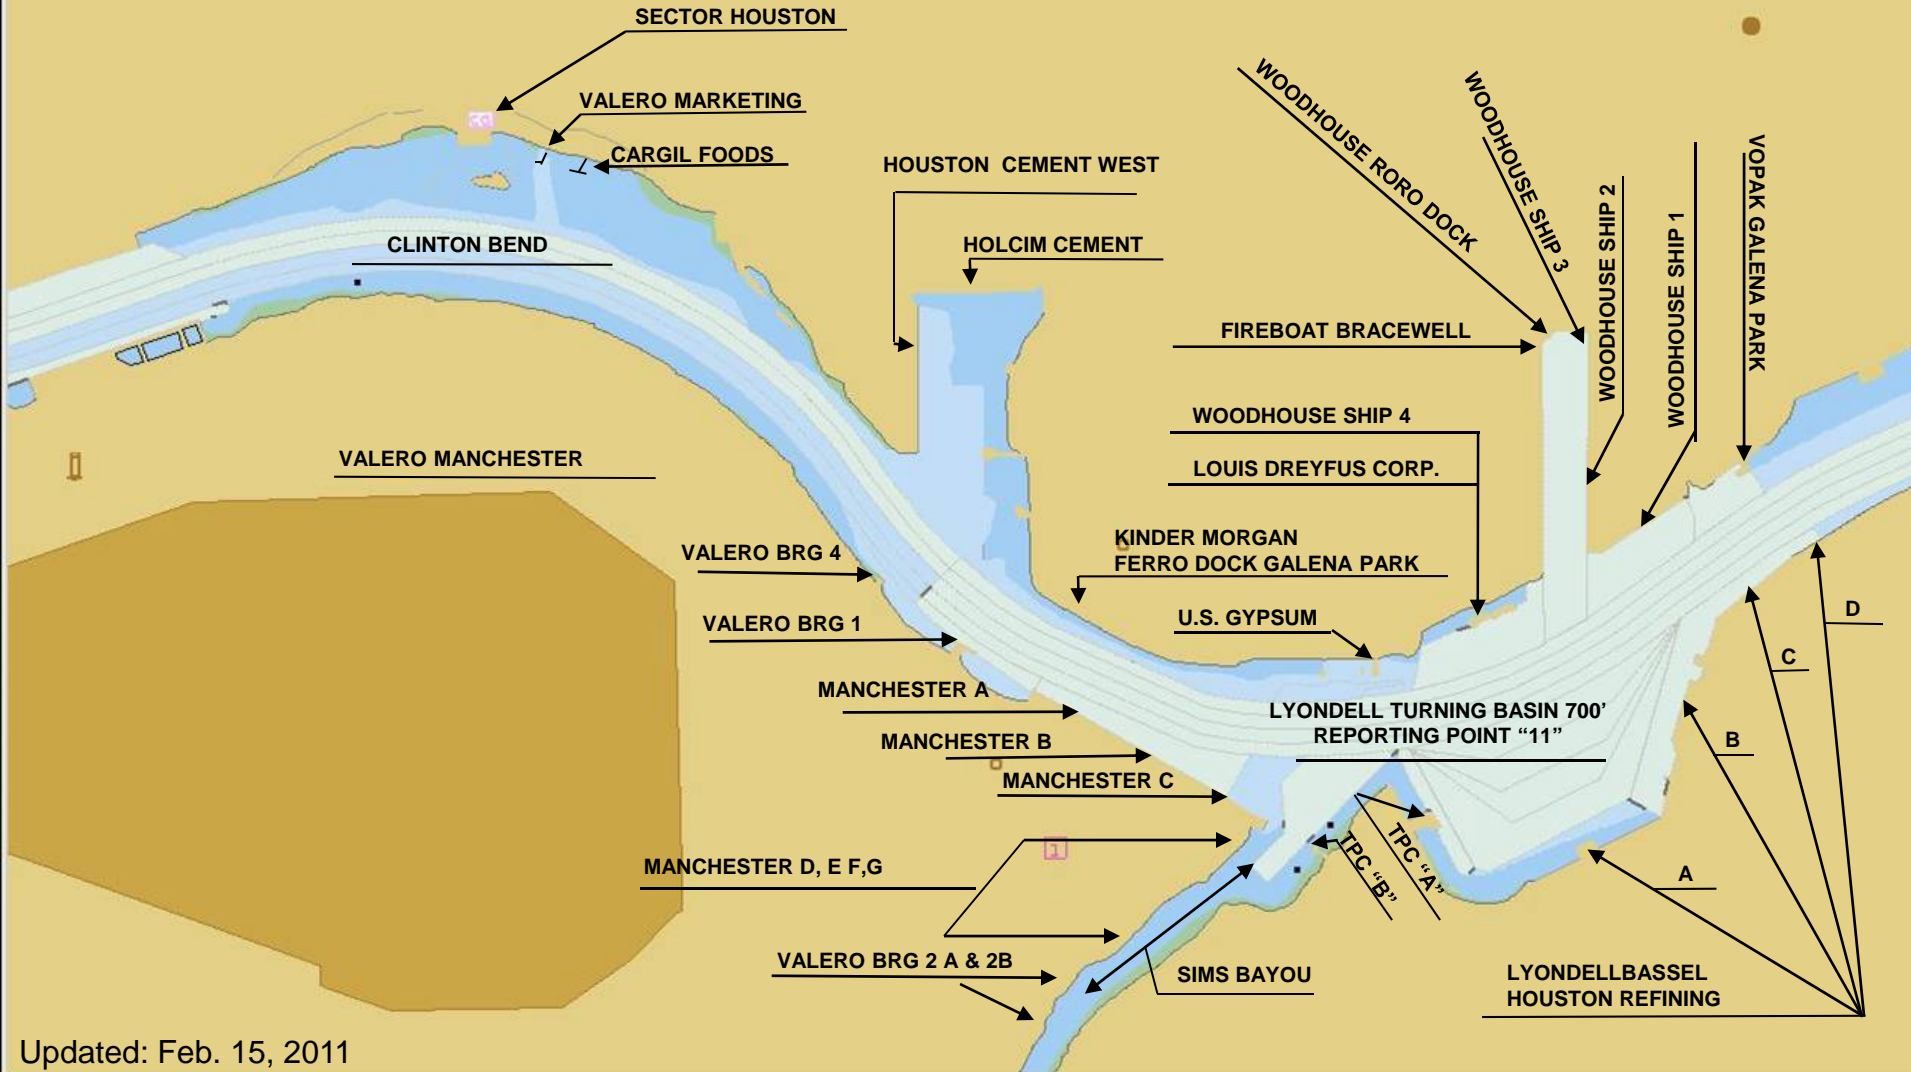 SECTOR HOUSTON
VALERO MARKETING
CARGIL FOODS
CLINTON BEND
HOUSTON CEMENT WEST
HOLCIM CEMENT
WOODHOUSE RORO DOCK
WOODHOUSE SHIP 3
WOODHOUSE SHIP 2
WOODHOUSE SHIP 1
VOPAK GALENA PARK
FIREBOAT BRACEWELL
WOODHOUSE SHIP 4
LOUIS DREYFUS CORP.
VALERO MANCHESTER
KINDER MORGAN
FERRO DOCK GALENA PARK
VALERO BRG 4
VALERO BRG 1
U.S. GYPSUM
MANCHESTER A
MANCHESTER B
MANCHESTER C
LYONDELL TURNING BASIN 700’
REPORTING POINT “11”
D
C
B
A
1
MANCHESTER D, E F,G
TPC “B”
TPC “A”
VALERO BRG 2 A & 2B
SIMS BAYOU
LYONDELLBASSEL
HOUSTON REFINING
Updated: Feb. 15, 2011